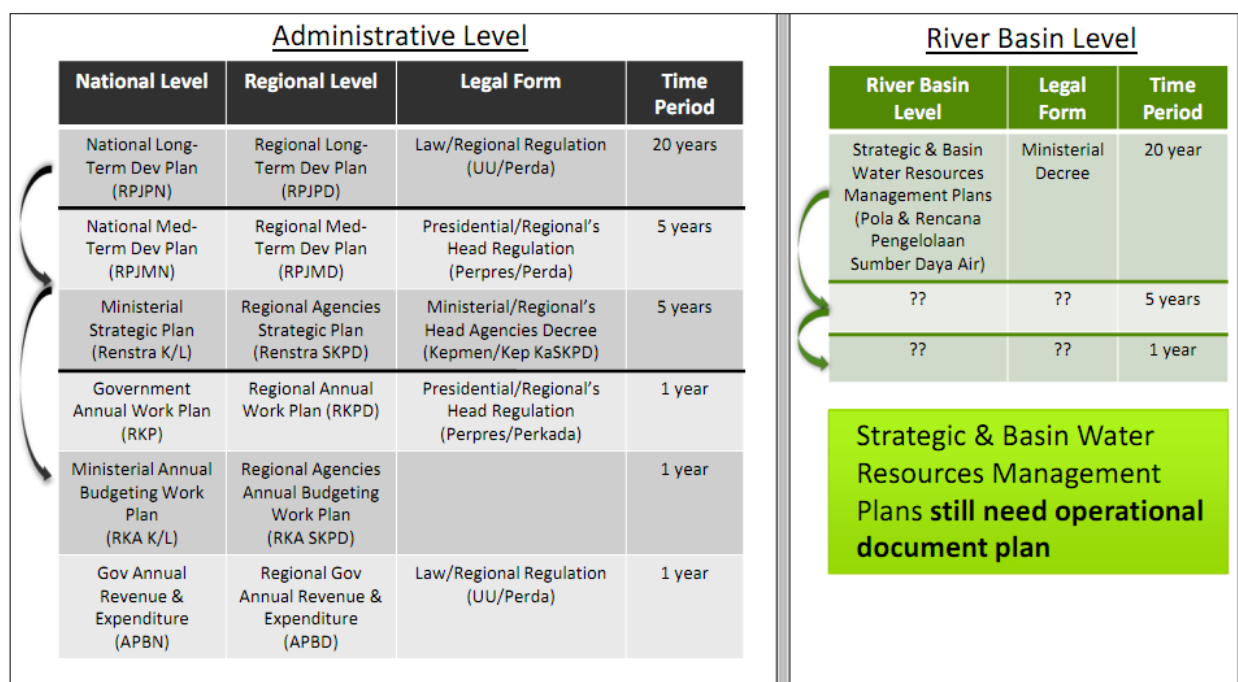 Administrative Level
National Level
Regional Level
Legal Form
Time
Period
National Long-
Term Dev Plan
(RPJPN)
Regional Long-
Term Dev Plan
(RPJPD)
Law/Regional Regulation
(UU/Perda)
20 years
National Med-
Term Dev Plan
(RPJMN)
Regional Med-
Term Dev Plan
(RPJMD)
Presidential/Regional's
Head Regulation
(Perpres/Perda)
5 years
Ministerial
Strategic Plan
(Renstra K/L)
Regional Agencies
Strategic Plan
(Renstra SKPD)
Ministerial/Regional's
Head Agencies Decree
(Kepmen/Kep KaSKPD)
5 years
Government
Annual Work Plan
(RKP)
Regional Annual
Work Plan (RKPD)
Presidential/Regional's
Head Regulation
(Perpres/Perkada)
1 year
Ministerial Annual
Budgeting Work
Plan
(RKA K/L)
Regional Agencies
Annual Budgeting
Work Plan
(RKA SKPD)
1 year
Gov Annual
Revenue &
Expenditure
(APBN)
Regional Gov
Annual Revenue &
Expenditure
(APBD)
Law/Regional Regulation
(UU/Perda)
1 year
River Basin Level
River Basin
Level
Legal
Form
Time
Period
Strategic & Basin
Water Resources
Management Plans
(Pola & Rencana
Pengelolaan
Sumber Daya Air)
Ministerial
Decree
20 year
??
??
5 years
??
??
1 year
Strategic & Basin Water
Resources Management
Plans still need operational
document plan